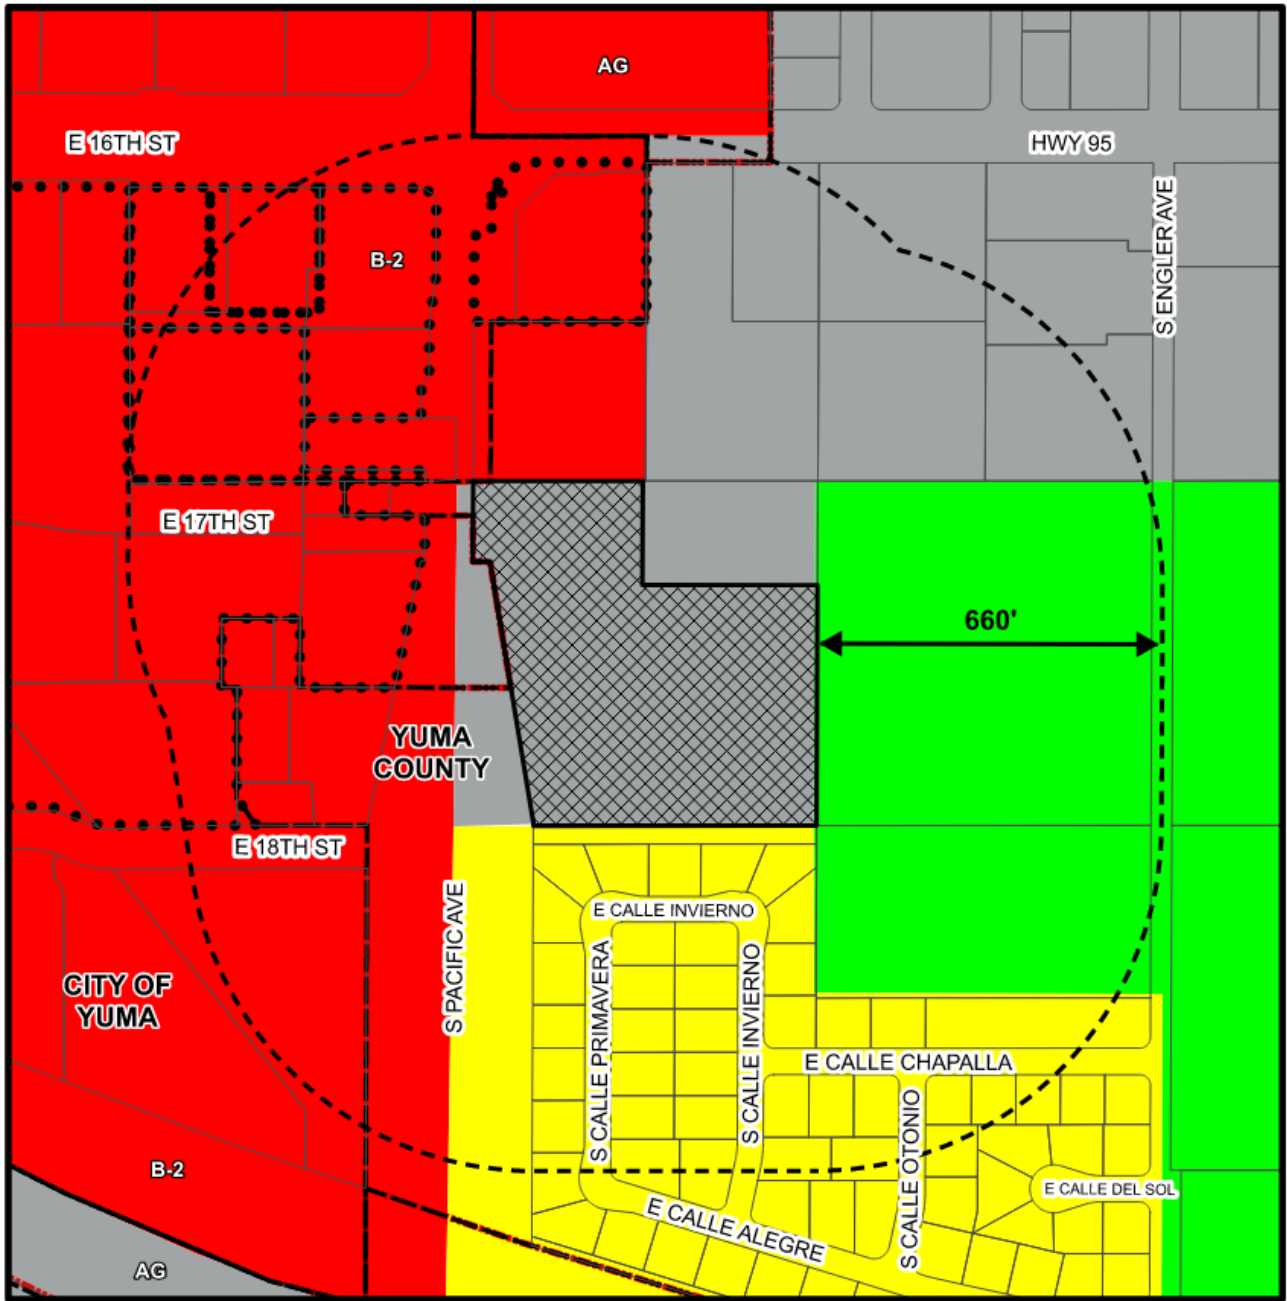 AG
E 16TH ST
HWY 95
S ENGLER AVE
B-2
E 17TH ST
660'
YUMA
COUNTY
E 18TH ST
S PACIFIC AVE
E CALLE INVIERNO
S CALLE PRIMAVERA
S CALLE INVIERNO
CITY OF
YUMA
E CALLE CHAPALLA
S CALLE OTONIO
B-2
E CALLE DEL SOL
E CALLE ALEGRE
AG